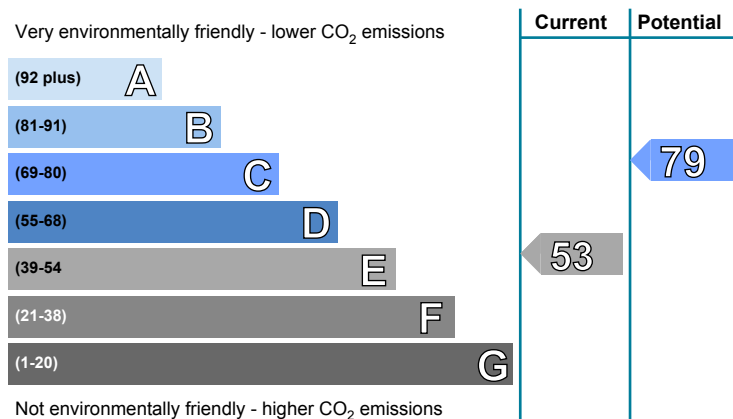 Current Potential
Very environmentally friendly - lower CO2 emissions
(92 plus) A
(81-91) B
(69-80) C
79
(55-68) D
(39-54 E
53
(21-38) F
(1-20) G
Not environmentally friendly - higher CO2 emissions